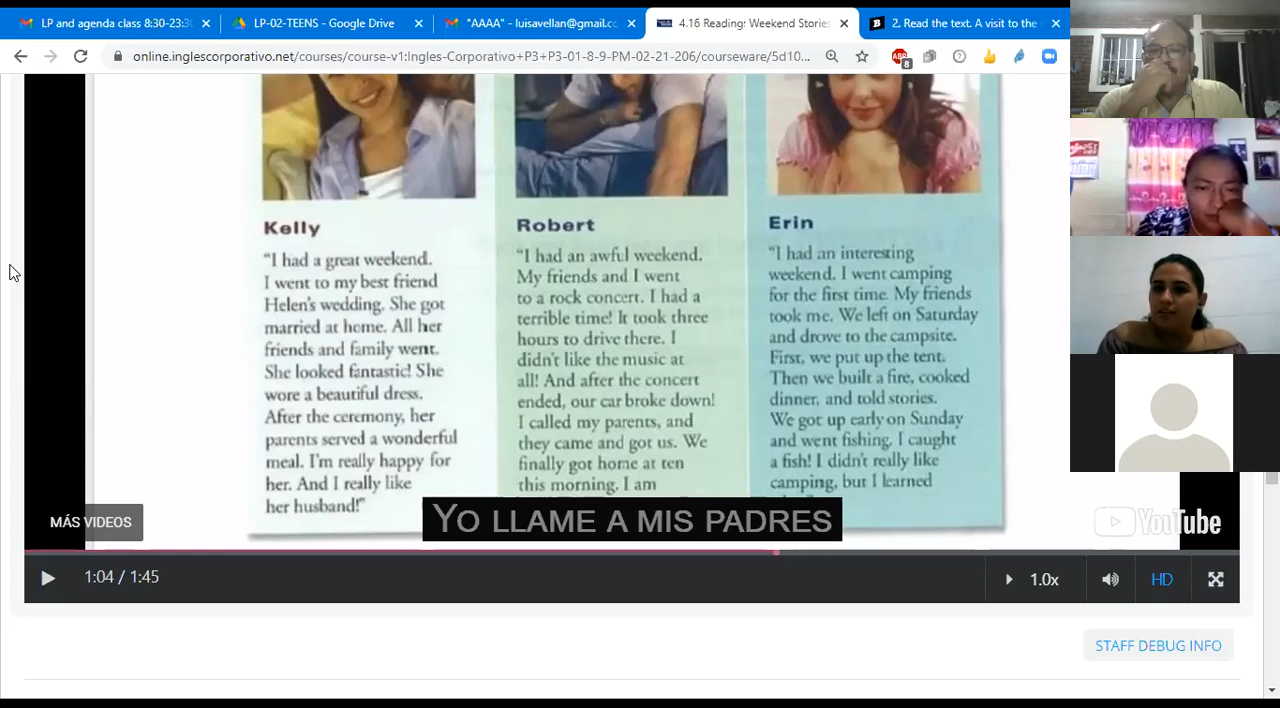 LP and agenda class 8:30-23:30
LP-02-TEENS - Google Drive
"AAAA" - luisavellan@gmail.cc
4.16 Reading: Weekend Stories
2. Read the text. A visit to the
online.inglescorporativo.net/courses/course-v1:Ingles-Corporativo+P3+P3-01-8-9-PM-02-21-206/courseware/5d10...
8
Kelly
"I had a great weekend.
I went to my best friend
Helen's wedding. She got
married at home. All her
friends and family went.
She looked fantastic! She
wore a beautiful dress.
After the ceremony, her
parents served a wonderful
meal. I'm really happy for
her. And I really like
her husband!"
Robert
"I had an awful weekend.
My friends and I went
to a rock concert. I had a
terrible time! It took three
hours to drive there. I
didn't like the music at
all! And after the concert
ended, our car broke down!
I called my parents, and
they came and got us. We
finally got home at ten
this morning. I am
Erin
"I had an interesting
weekend. I went camping
for the first time. My friends
took me. We left on Saturday
and drove to the campsite.
First, we put up the tent.
Then we built a fire, cooked
dinner, and told stories.
We got up early on Sunday
and went fishing. I caught
a fish! I didn't really like
camping, but I learned
YO LLAME A MIS PADRES
MÁS VIDEOS
YouTube
1:04 / 1:45
1.0x
HD
STAFF DEBUG INFO